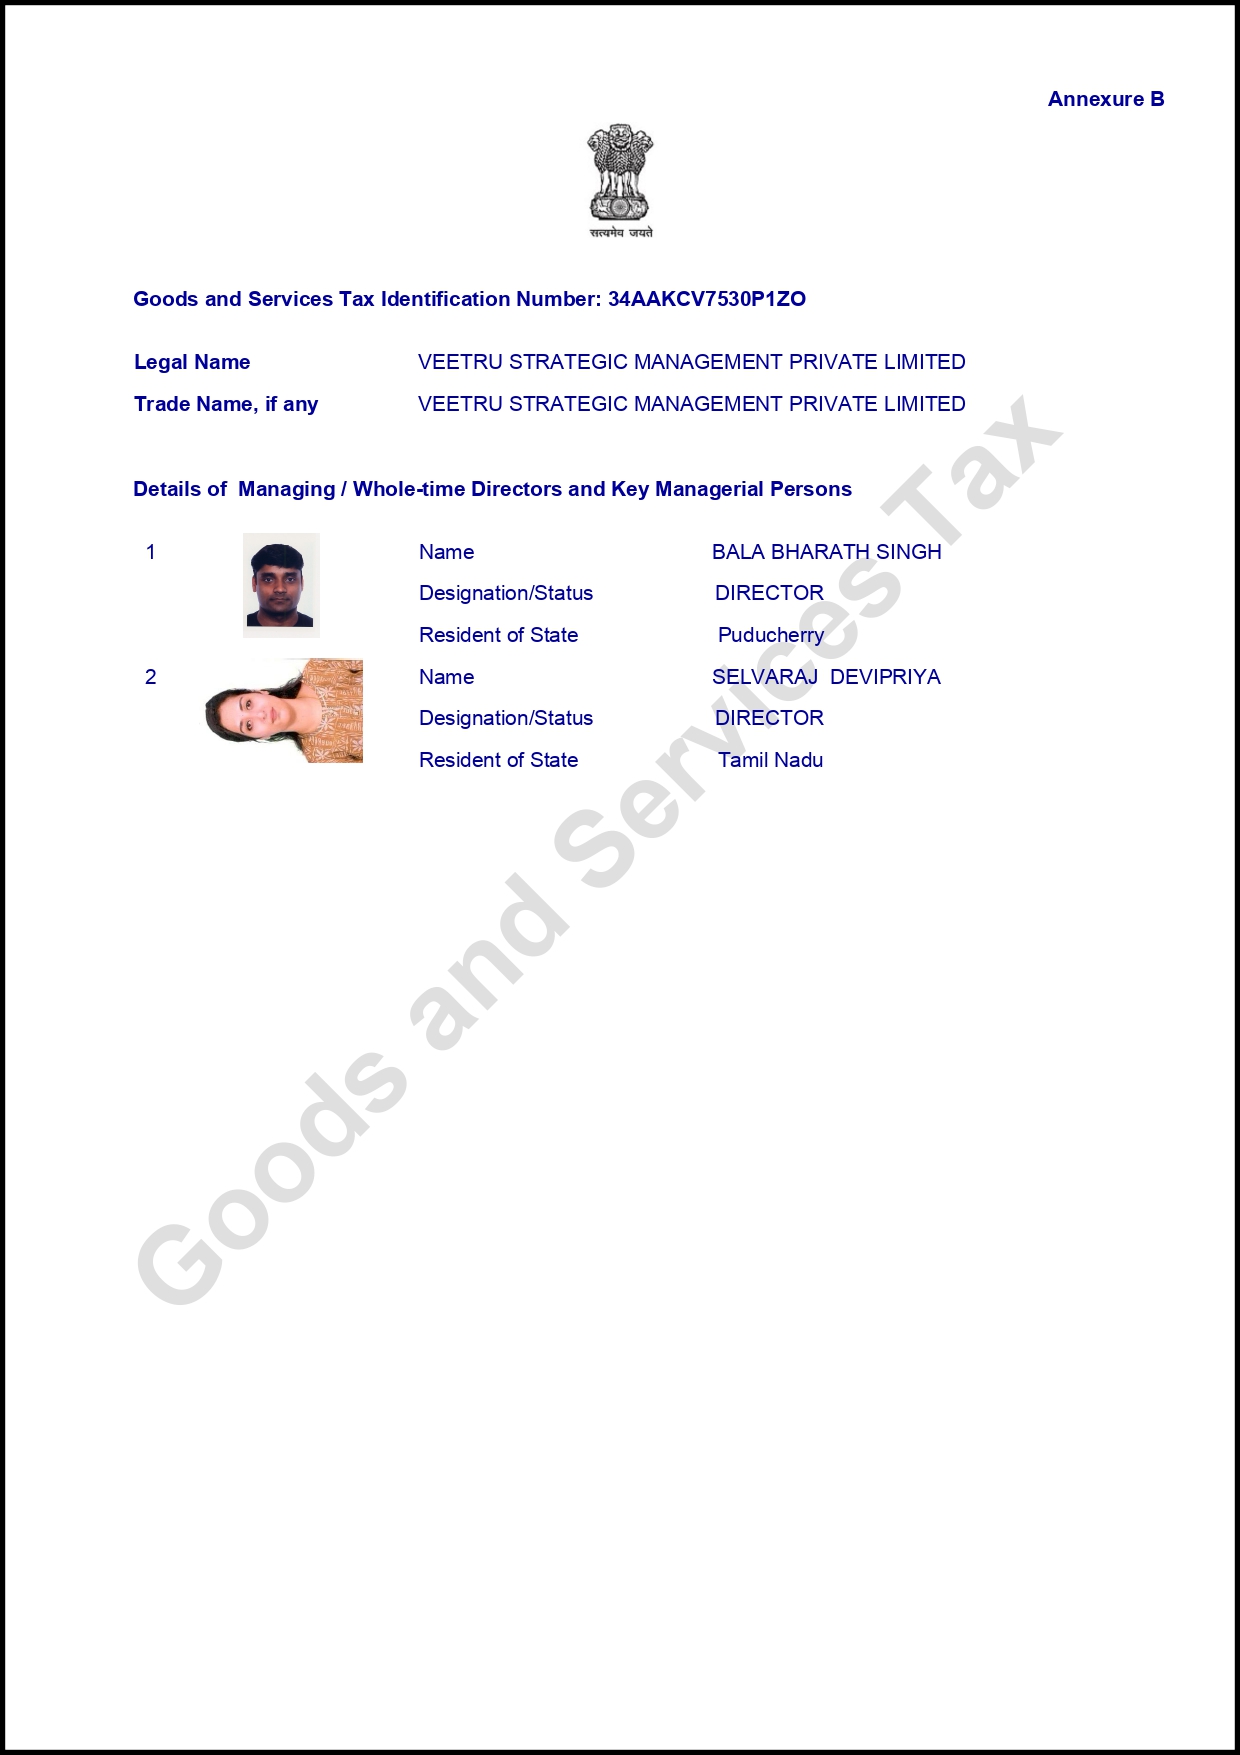 Annexure B
सत्यमेव जयते
Goods and Services Tax Identification Number: 34AAKCV7530P1ZO
Legal Name VEETRU STRATEGIC MANAGEMENT PRIVATE LIMITED
Trade Name, if any VEETRU STRATEGIC MANAGEMENT PRIVATE LIMITED
Details of Managing / Whole-time Directors and Key Managerial Persons
1 Name BALA BHARATH SINGH
Designation/Status DIRECTOR
Resident of State Puducherry
2 Name SELVARAJ DEVIPRIYA
Designation/Status DIRECTOR
Resident of State Tamil Nadu
Goods and Services Tax